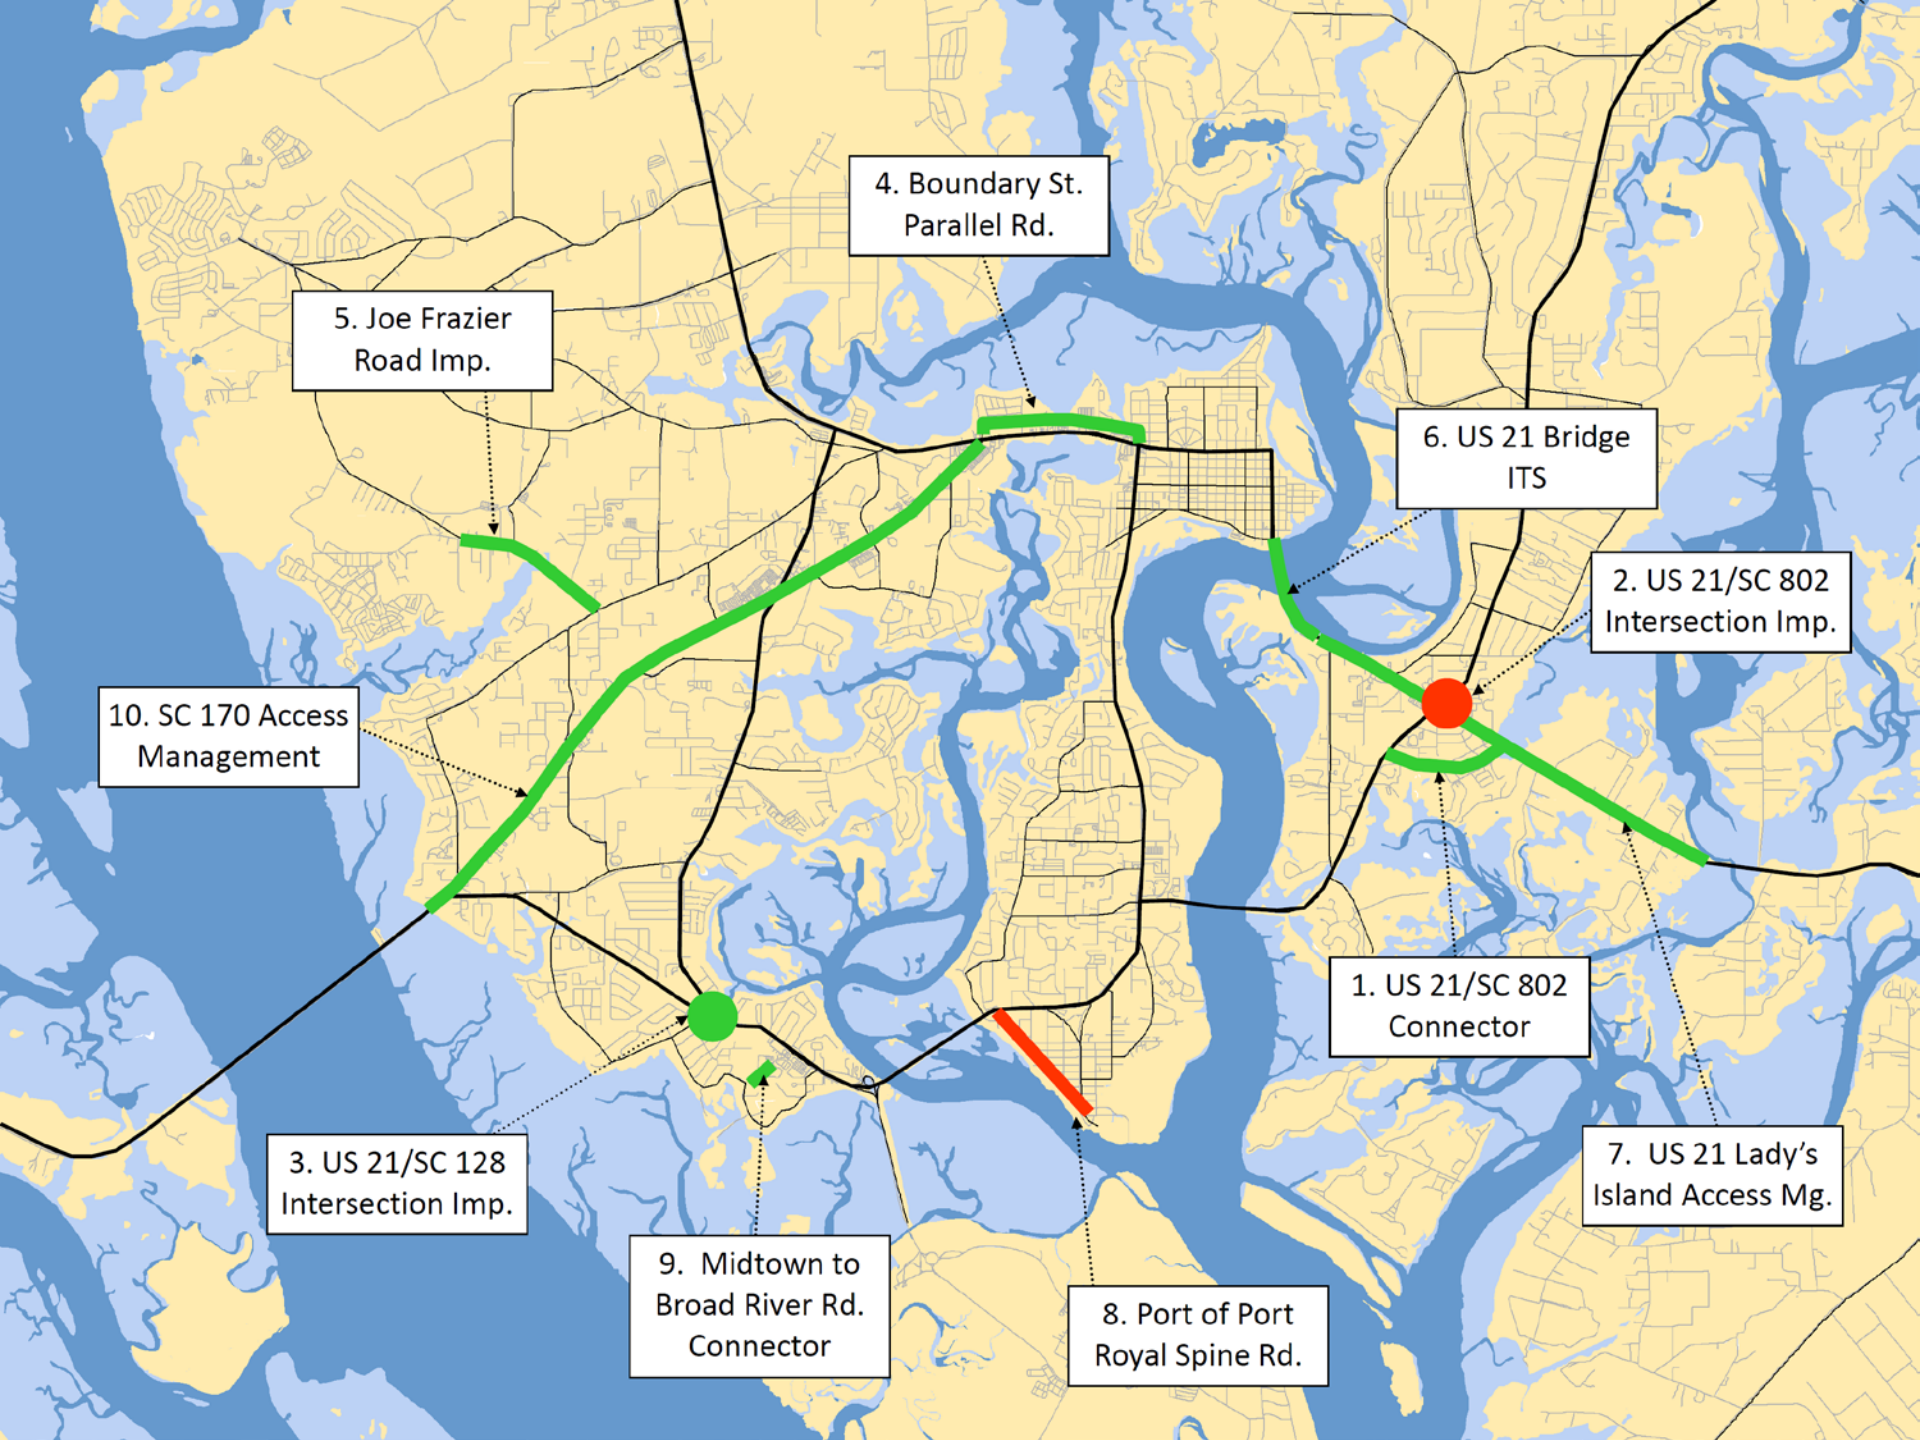 4. Boundary St.
Parallel Rd.
5. Joe Frazier
Road Imp.
6. US 21 Bridge
ITS
2. US 21/SC 802
Intersection Imp.
10. SC 170 Access
Management
1. US 21/SC 802
Connector
3. US 21/SC 128
Intersection Imp.
7. US 21 Lady’s
Island Access Mg.
9. Midtown to
Broad River Rd.
Connector
8. Port of Port
Royal Spine Rd.